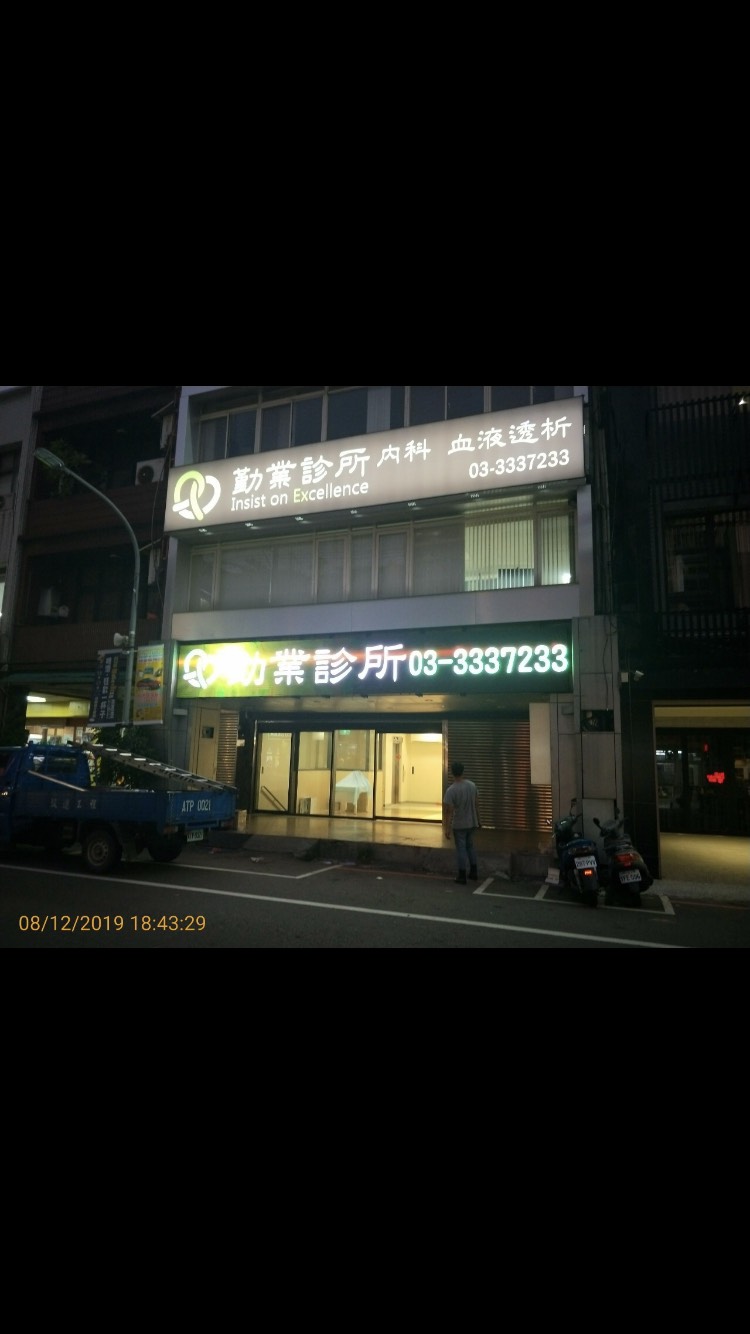 勤業診所 內科 血液透析
Insist on Excellence
03-3337233
勤業診所 03-3337233
ATP 0021
08/12/2019 18:43:29